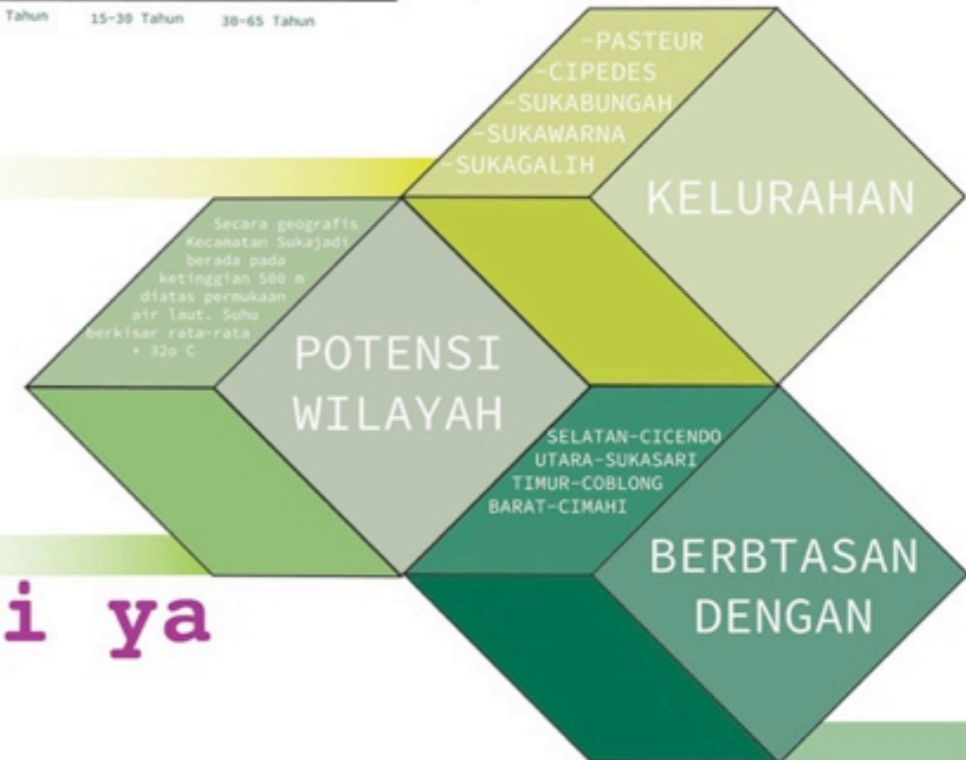 Tahun 15-30 Tahun 30-65 Tahun
-PASTEUR
-CIPEDES
-SUKABUNGAH
-SUKAWARNA
-SUKAGALIH
KELURAHAN
Secara geografis
Kecamatan Sukajadi
berada pada
ketinggian 500 m
diatas permukaan
air laut. Suhu
berkisar rata-rata
+ 32o C
POTENSI
WILAYAH
SELATAN-CICENDO
UTARA-SUKASARI
TIMUR-COBLONG
BARAT-CIMAHI
BERBTASAN
DENGAN
i ya